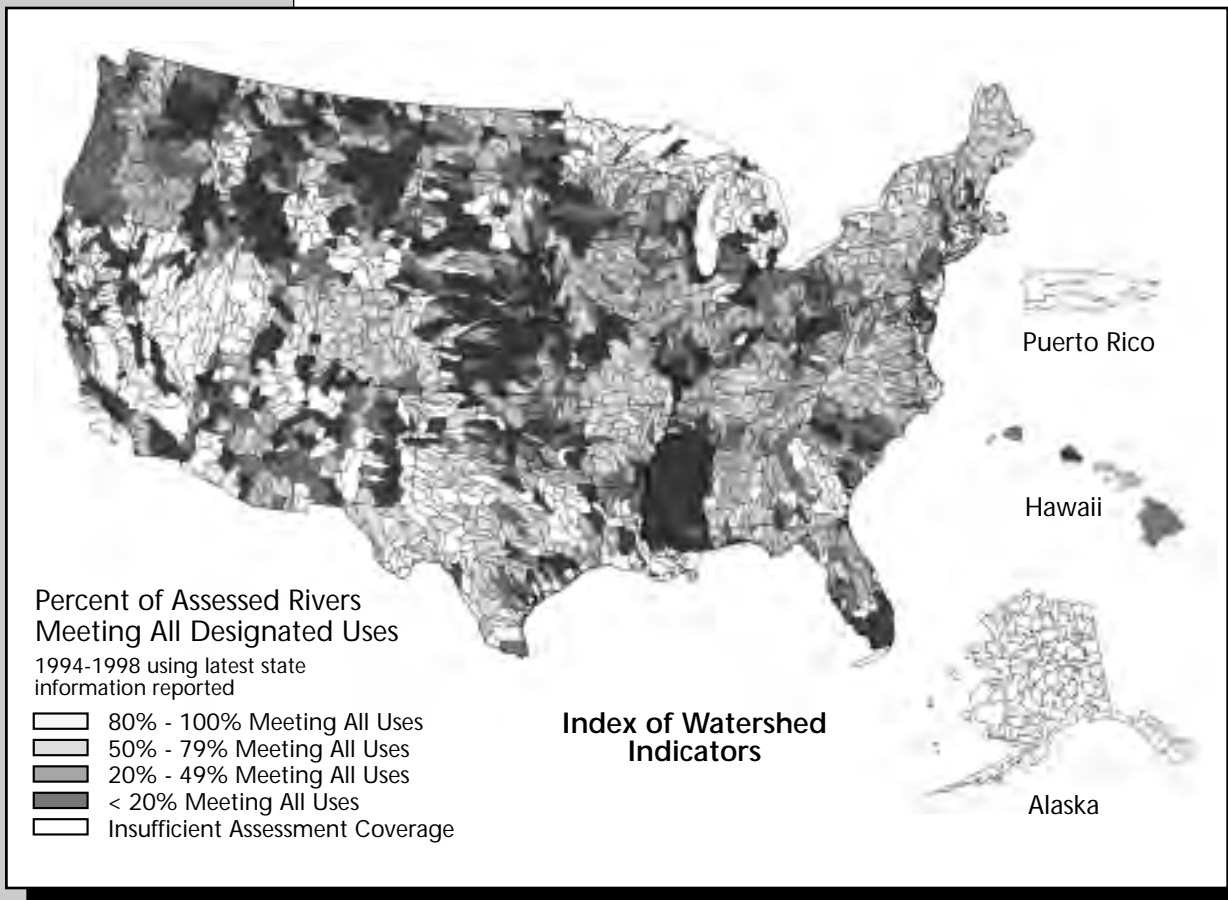 Puerto Rico
Hawaii
Percent of Assessed Rivers
Meeting All Designated Uses
1994-1998 using latest state
information reported
80% - 100% Meeting All Uses
50% - 79% Meeting All Uses
20% - 49% Meeting All Uses
< 20% Meeting All Uses
Insufficient Assessment Coverage
Index of Watershed
Indicators
Alaska